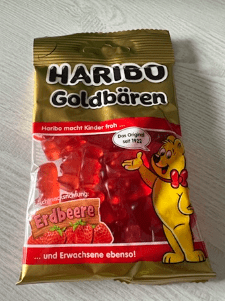 HARIBO
Goldbären
Haribo macht Kinder froh ...
Das Original
seit 1922
Erdbeere
... und Erwachsene ebenso!